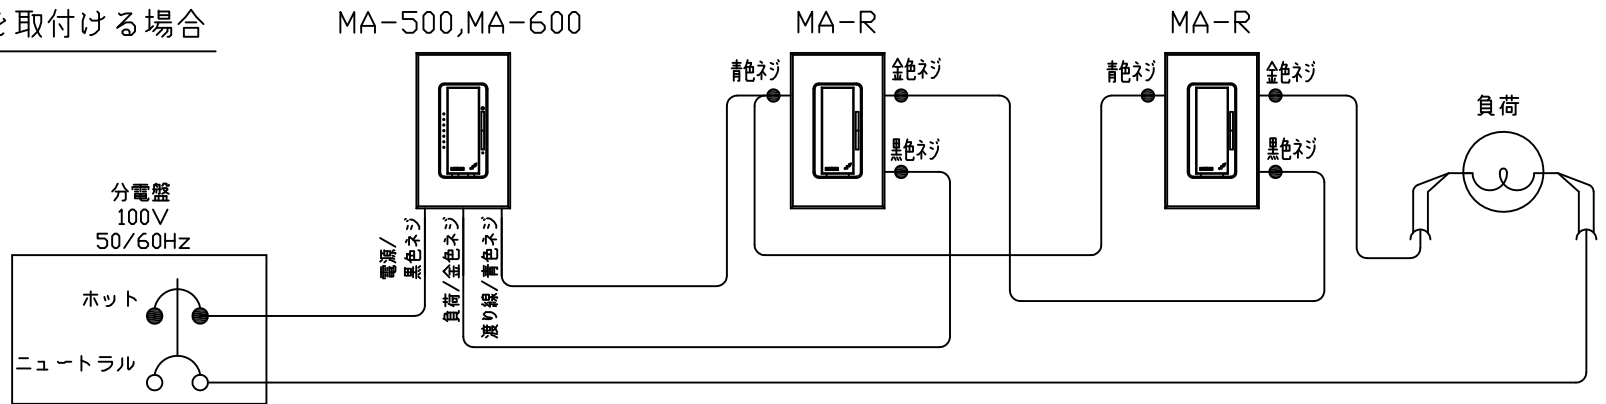 を取付ける場合
MA-500,MA-600
MA-R
MA-R
青色ネジ
金色ネジ
黒色ネジ
青色ネジ
金色ネジ
黒色ネジ
負荷
分電盤
100V
50/60Hz
ホット
ニュートラル
電源/
黒色ネジ
負荷/金色ネジ
渡り線/青色ネジ